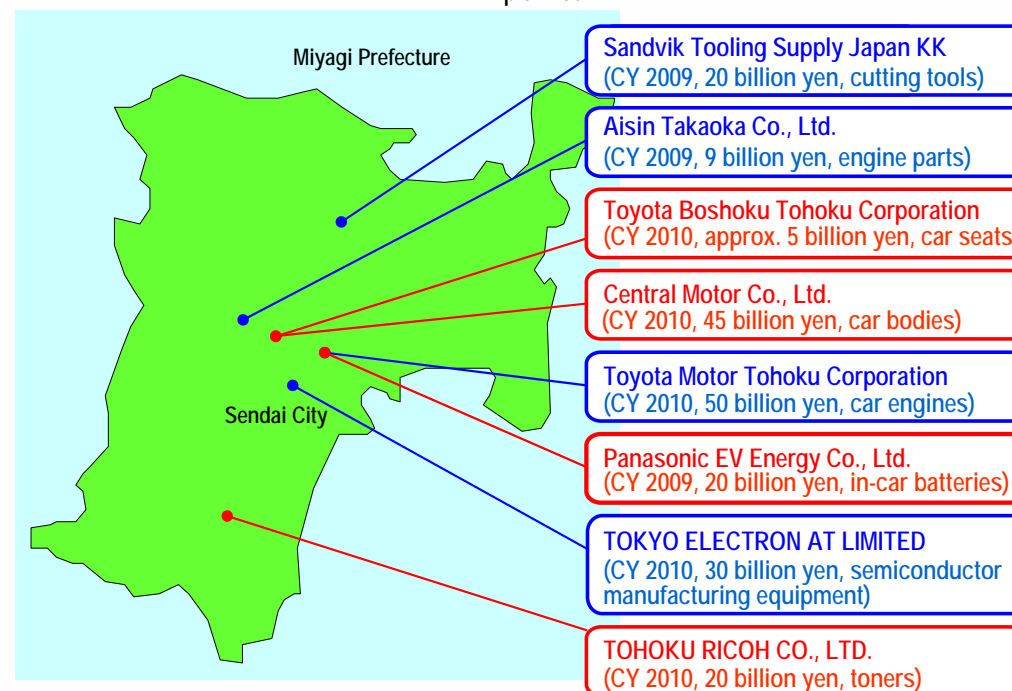 Miyagi Prefecture
Sandvik Tooling Supply Japan KK
(CY 2009, 20 billion yen, cutting tools)
Aisin Takaoka Co., Ltd.
(CY 2009, 9 billion yen, engine parts)
Toyota Boshoku Tohoku Corporation
(CY 2010, approx. 5 billion yen, car seats
Central Motor Co., Ltd.
(CY 2010, 45 billion yen, car bodies)
Toyota Motor Tohoku Corporation
(CY 2010, 50 billion yen, car engines)
Sendai City
Panasonic EV Energy Co., Ltd.
(CY 2009, 20 billion yen, in-car batteries)
TOKYO ELECTRON AT LIMITED
(CY 2010, 30 billion yen, semiconductor
manufacturing equipment)
TOHOKU RICOH CO., LTD.
(CY 2010, 20 billion yen, toners)